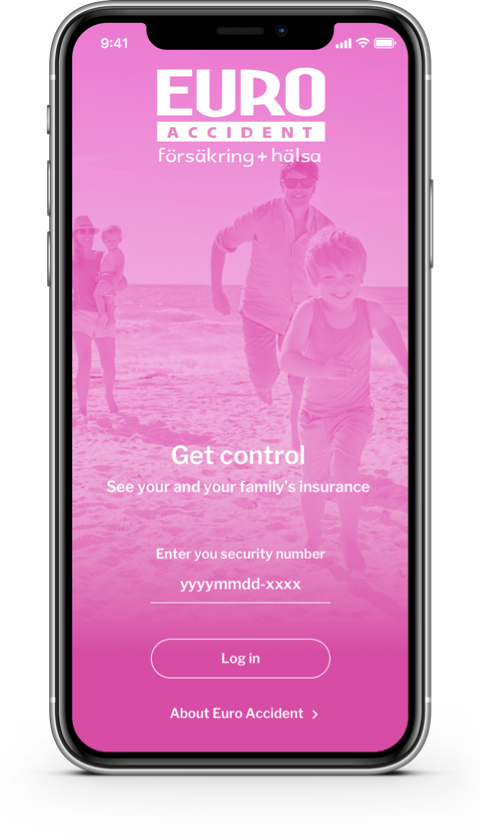 9:41
EURO
ACCIDENT
försäkring + hälsa
Get control
See your and your family's insurance
Enter you security number
yyyymmdd-xxxx
Log in
About Euro Accident